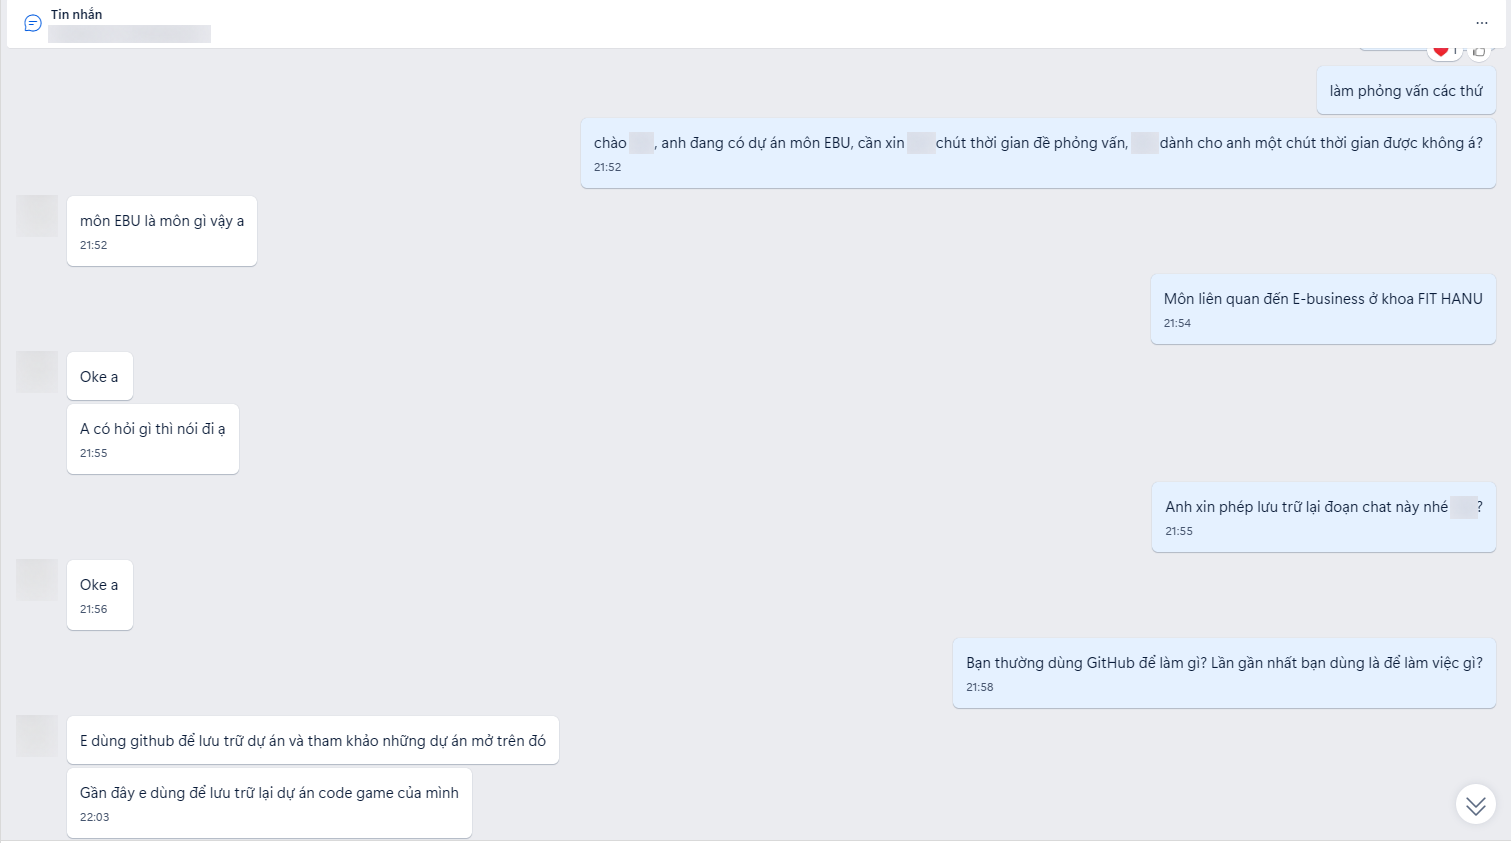 Tin nhắn
...
1
làm phỏng vấn các thứ
chào , anh đang có dự án môn EBU, cần xin chút thời gian đề phỏng vấn, dành cho anh một chút thời gian được không á?
21:52
môn EBU là môn gì vậy a
21:52
Môn liên quan đến E-business ở khoa FIT HANU
21:54
Oke a
A có hỏi gì thì nói đi ạ
21:55
Anh xin phép lưu trữ lại đoạn chat này nhé ?
21:55
Oke a
21:56
Bạn thường dùng GitHub để làm gì? Lần gần nhất bạn dùng là để làm việc gì?
21:58
E dùng github để lưu trữ dự án và tham khảo những dự án mở trên đó
Gần đây e dùng để lưu trữ lại dự án code game của mình
22:03